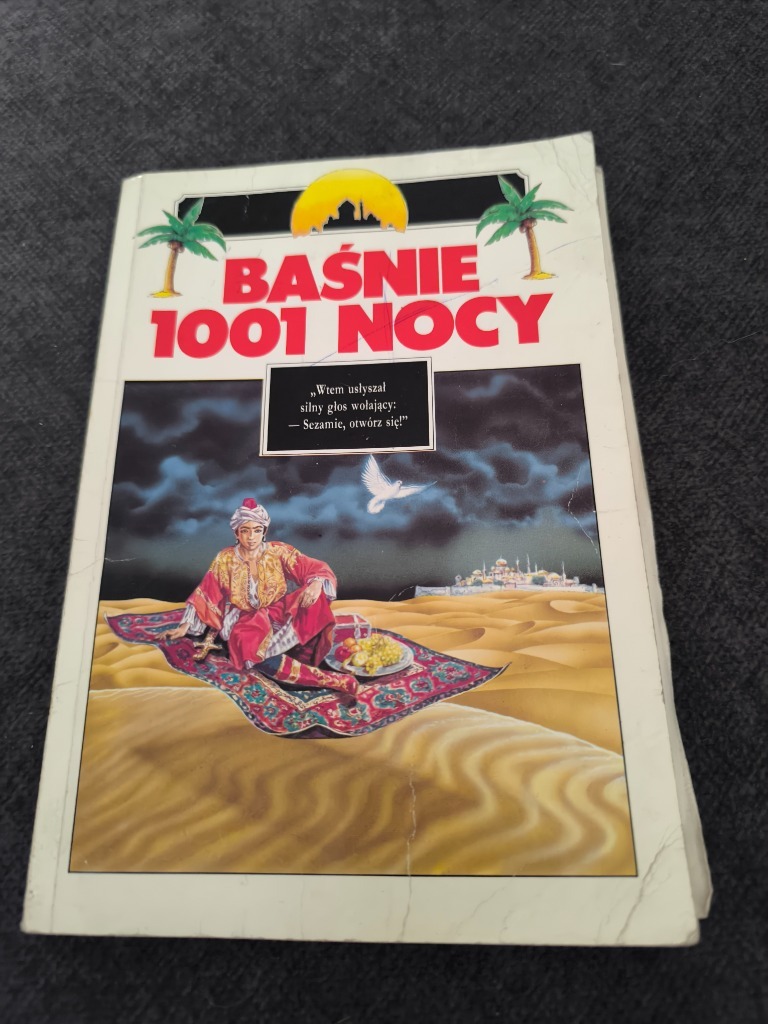 BAŚNIE
1001 NOCY
„Wtem usłyszał
silny głos wołający:
— Sezamie, otwórz się!”